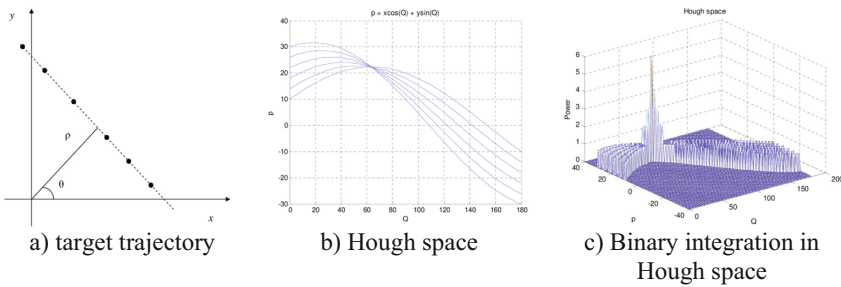 y
ρ
θ
x
a) target trajectory
p = xcos(Q) + ysin(Q)
40
30
20
10
0
-10
-20
-30
p
0
20
40
60
80
100
120
140
160
180
Q
b) Hough space
Hough space
6
5
4
3
2
1
0
Power
40
20
0
-20
-40
p
0
50
100
150
200
Q
c) Binary integration in
Hough space